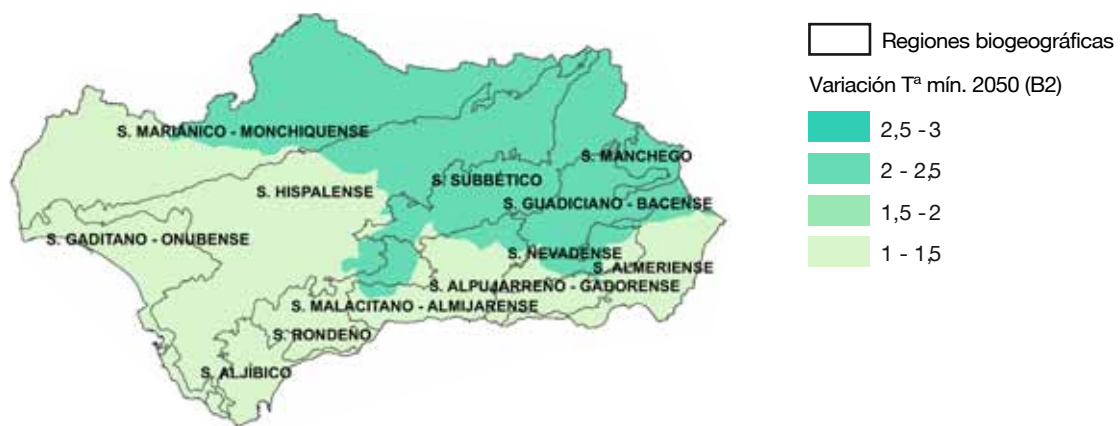 S. MARIÁNICO - MONCHIQUENSE
S. MANCHEGO
S. SUBBÉTICO
S. HISPALENSE
S. GUADICIANO - BACENSE
S. GADITANO - ONUBENSE
S. NEVADENSE
S. ALMERIENSE
S. ALPUJARREÑO - GADORENSE
S. MALACITANO - ALMIJARENSE
S. RONDEÑO
S. ALJÍBICO
Regiones biogeográficas
Variación Tª mín. 2050 (B2)
2,5 - 3
2 - 2,5
1,5 - 2
1 - 1,5